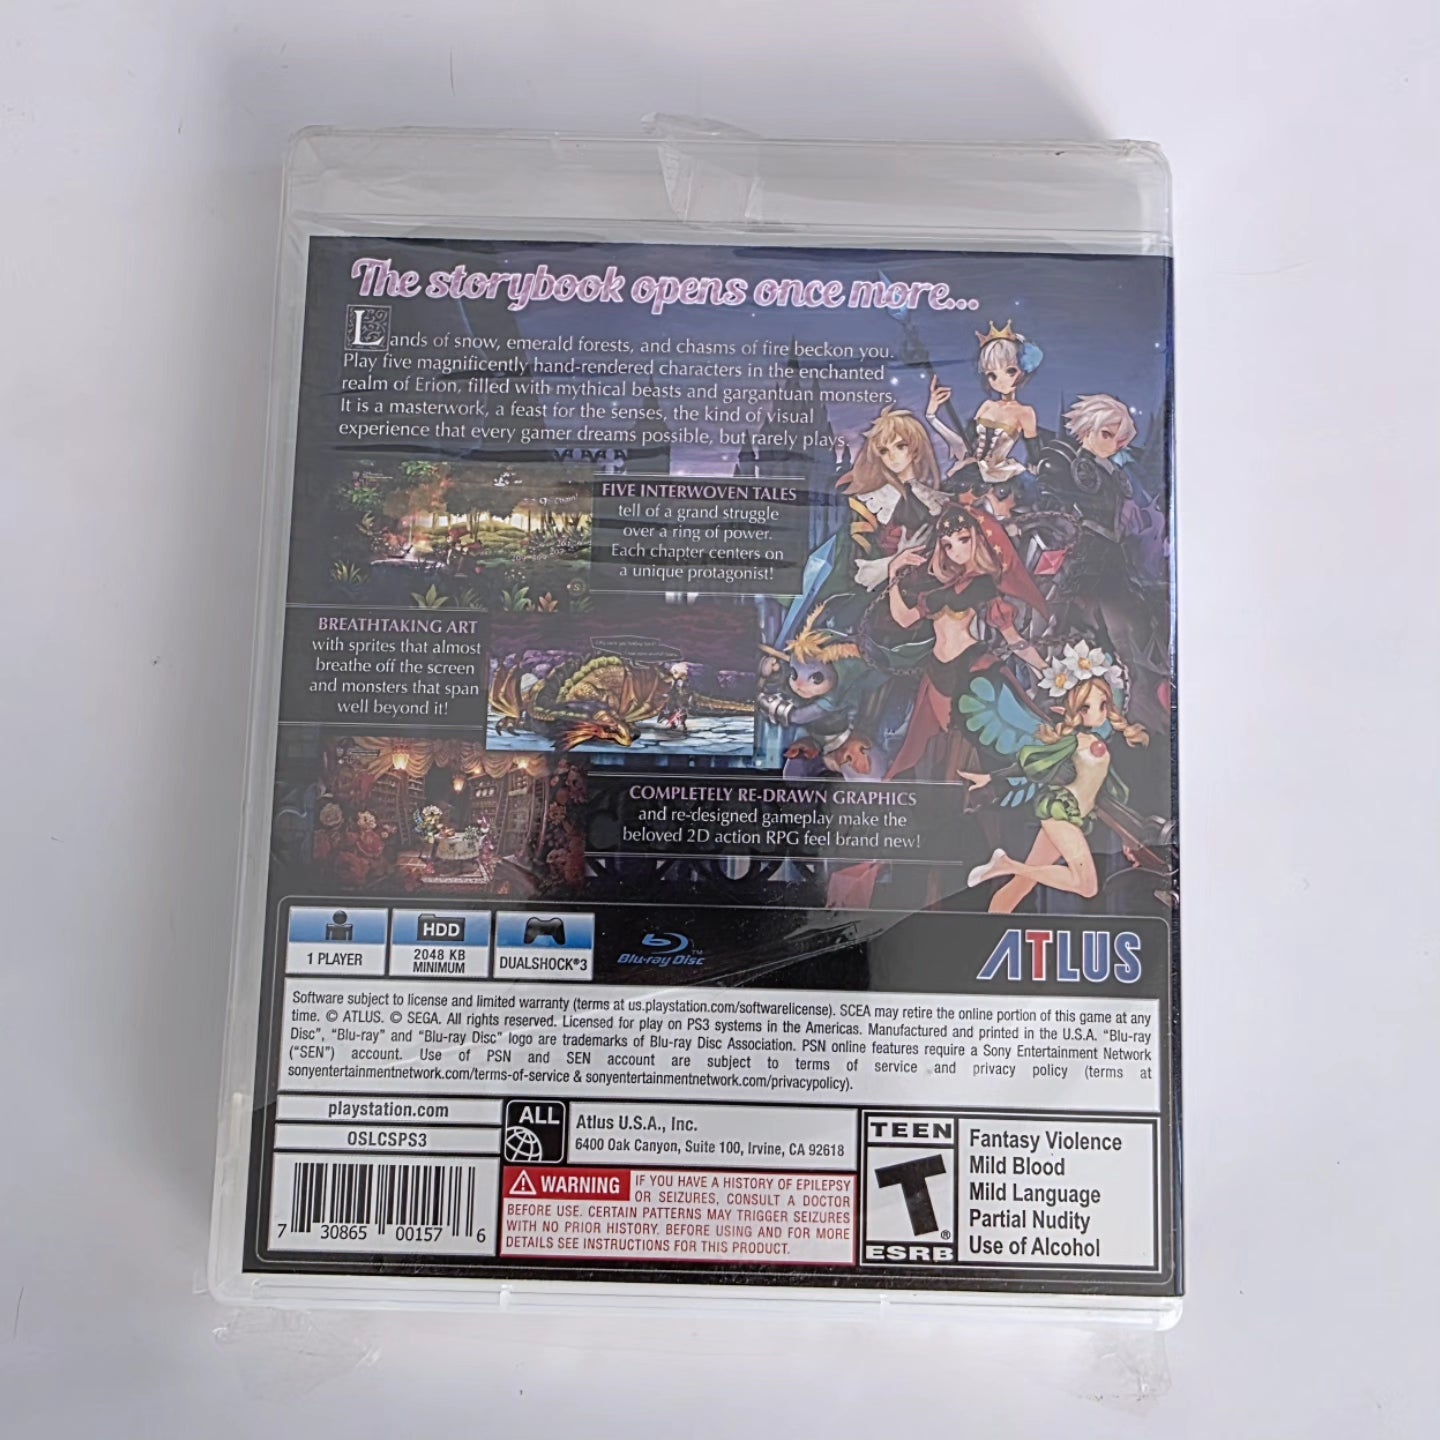 The storybook opens once more...
Lands of snow, emerald forests, and chasms of fire beckon you.
Play five magnificently hand-rendered characters in the enchanted
realm of Erion, filled with mythical beasts and gargantuan monsters.
It is a masterwork, a feast for the senses, the kind of visual
experience that every gamer dreams possible, but rarely plays.
FIVE INTERWOVEN TALES
tell of a grand struggle
over a ring of power.
Each chapter centers on
a unique protagonist!
BREATHTAKING ART
with sprites that almost
breathe off the screen
and monsters that span
well beyond it!
COMPLETELY RE-DRAWN GRAPHICS
and re-designed gameplay make the
beloved 2D action RPG feel brand new!
1 PLAYER
HDD
2048 KB
MINIMUM
DUALSHOCK®3
Blu-ray Disc™
ATLUS
Software subject to license and limited warranty (terms at us.playstation.com/softwarelicense). SCEA may retire the online portion of this game at any
time. © ATLUS. © SEGA. All rights reserved. Licensed for play on PS3 systems in the Americas. Manufactured and printed in the U.S.A. “Blu-ray
Disc”, “Blu-ray” and “Blu-ray Disc” logo are trademarks of Blu-ray Disc Association. PSN online features require a Sony Entertainment Network
(“SEN”) account. Use of PSN and SEN account are subject to terms of service and privacy policy (terms at
sonyentertainmentnetwork.com/terms-of-service & sonyentertainmentnetwork.com/privacypolicy).
playstation.com
OSLCSPS3
7 30865 00157 6
ALL
Atlus U.S.A., Inc.
6400 Oak Canyon, Suite 100, Irvine, CA 92618
WARNING IF YOU HAVE A HISTORY OF EPILEPSY
OR SEIZURES, CONSULT A DOCTOR
BEFORE USE. CERTAIN PATTERNS MAY TRIGGER SEIZURES
WITH NO PRIOR HISTORY. BEFORE USING AND FOR MORE
DETAILS SEE INSTRUCTIONS FOR THIS PRODUCT.
TEEN
T
®
ESRB
Fantasy Violence
Mild Blood
Mild Language
Partial Nudity
Use of Alcohol